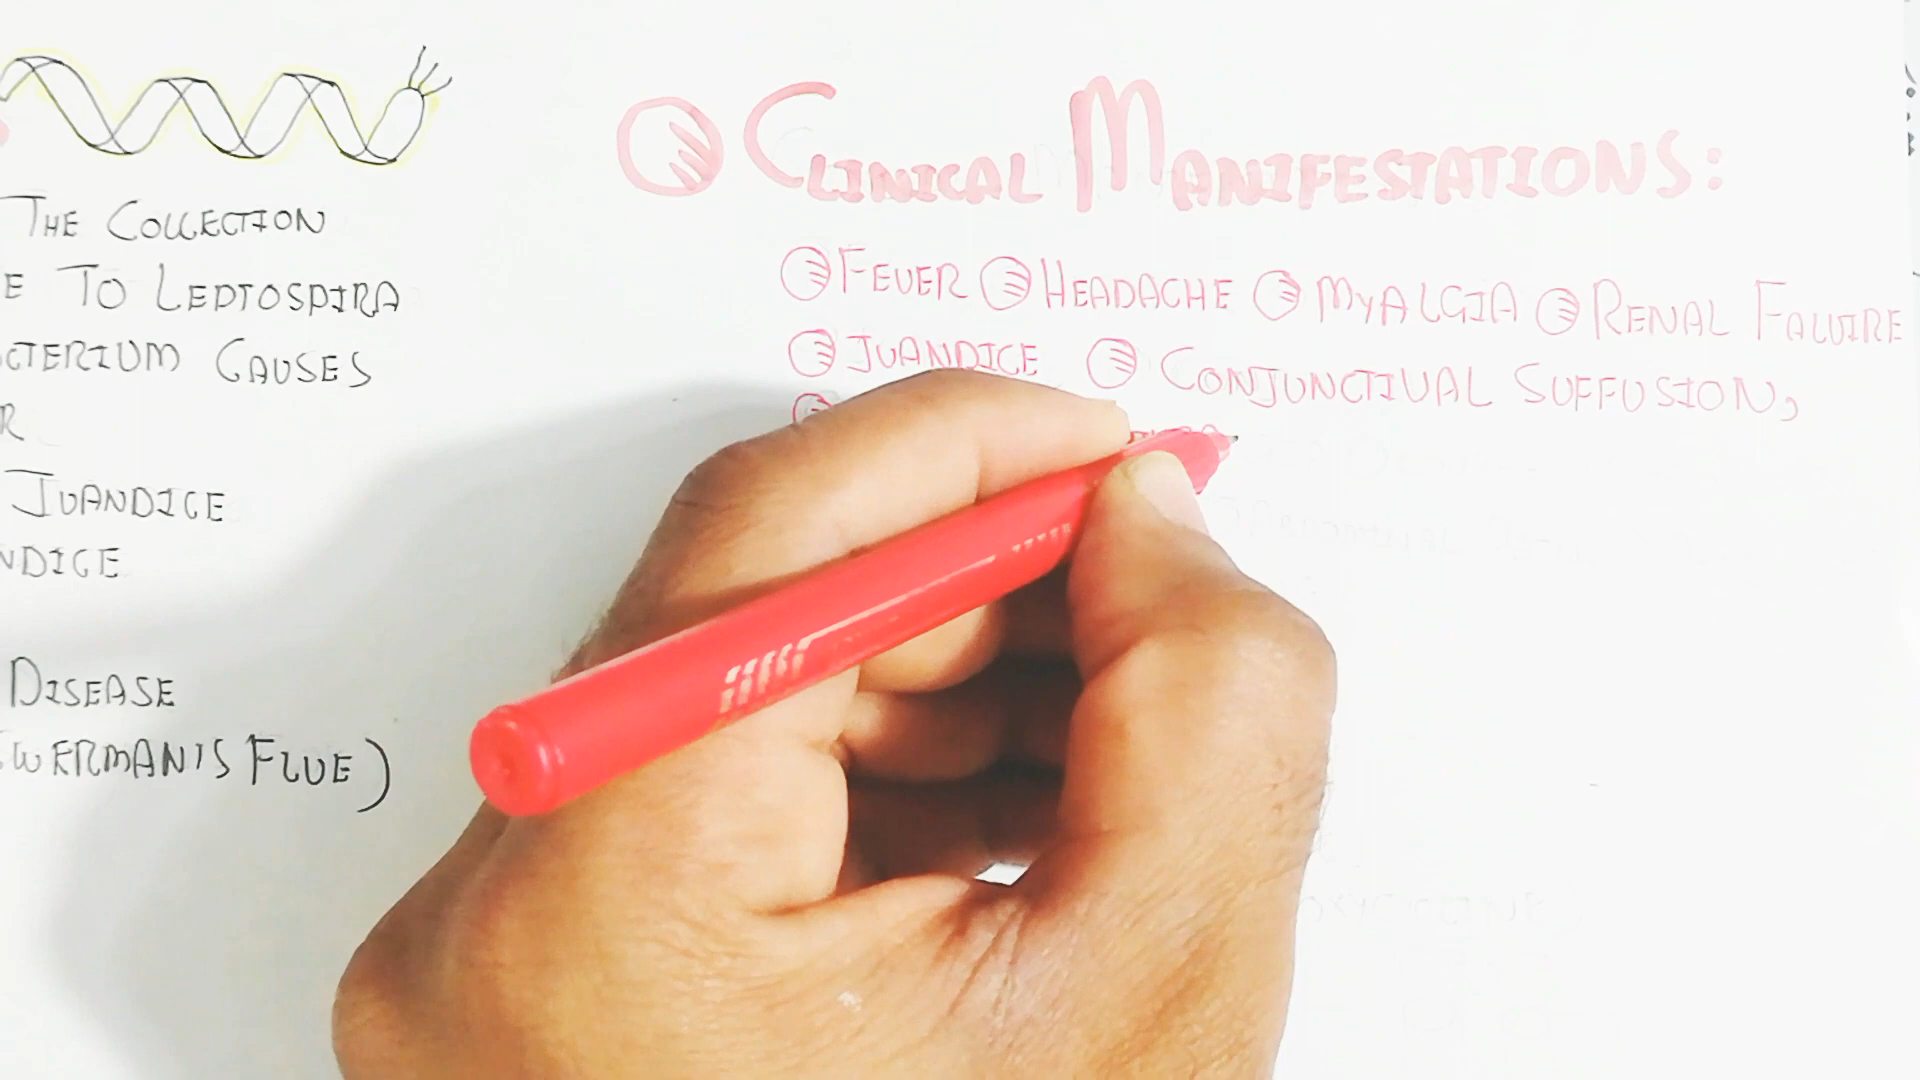 THE COLLECTION
E TO LEPTOSPIRA
CTERIUM CAUSES
R
JUANDICE
NDICE
DISEASE
WERMANIS FLUE)
CLINICAL MANIFESTATIONS:
FEVER HEADACHE MYALGIA RENAL FALUIRE
JUANDICE CONJUNCTIVAL SUFFUSION,